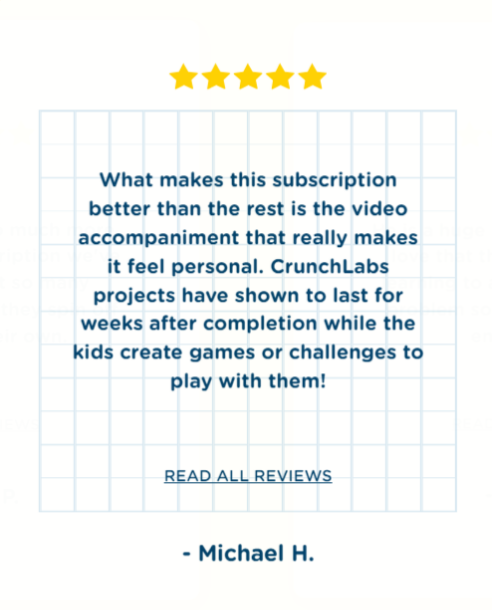 What makes this subscription
better than the rest is the video
accompaniment that really makes
it feel personal. CrunchLabs
projects have shown to last for
weeks after completion while the
kids create games or challenges to
play with them!
READ ALL REVIEWS
- Michael H.